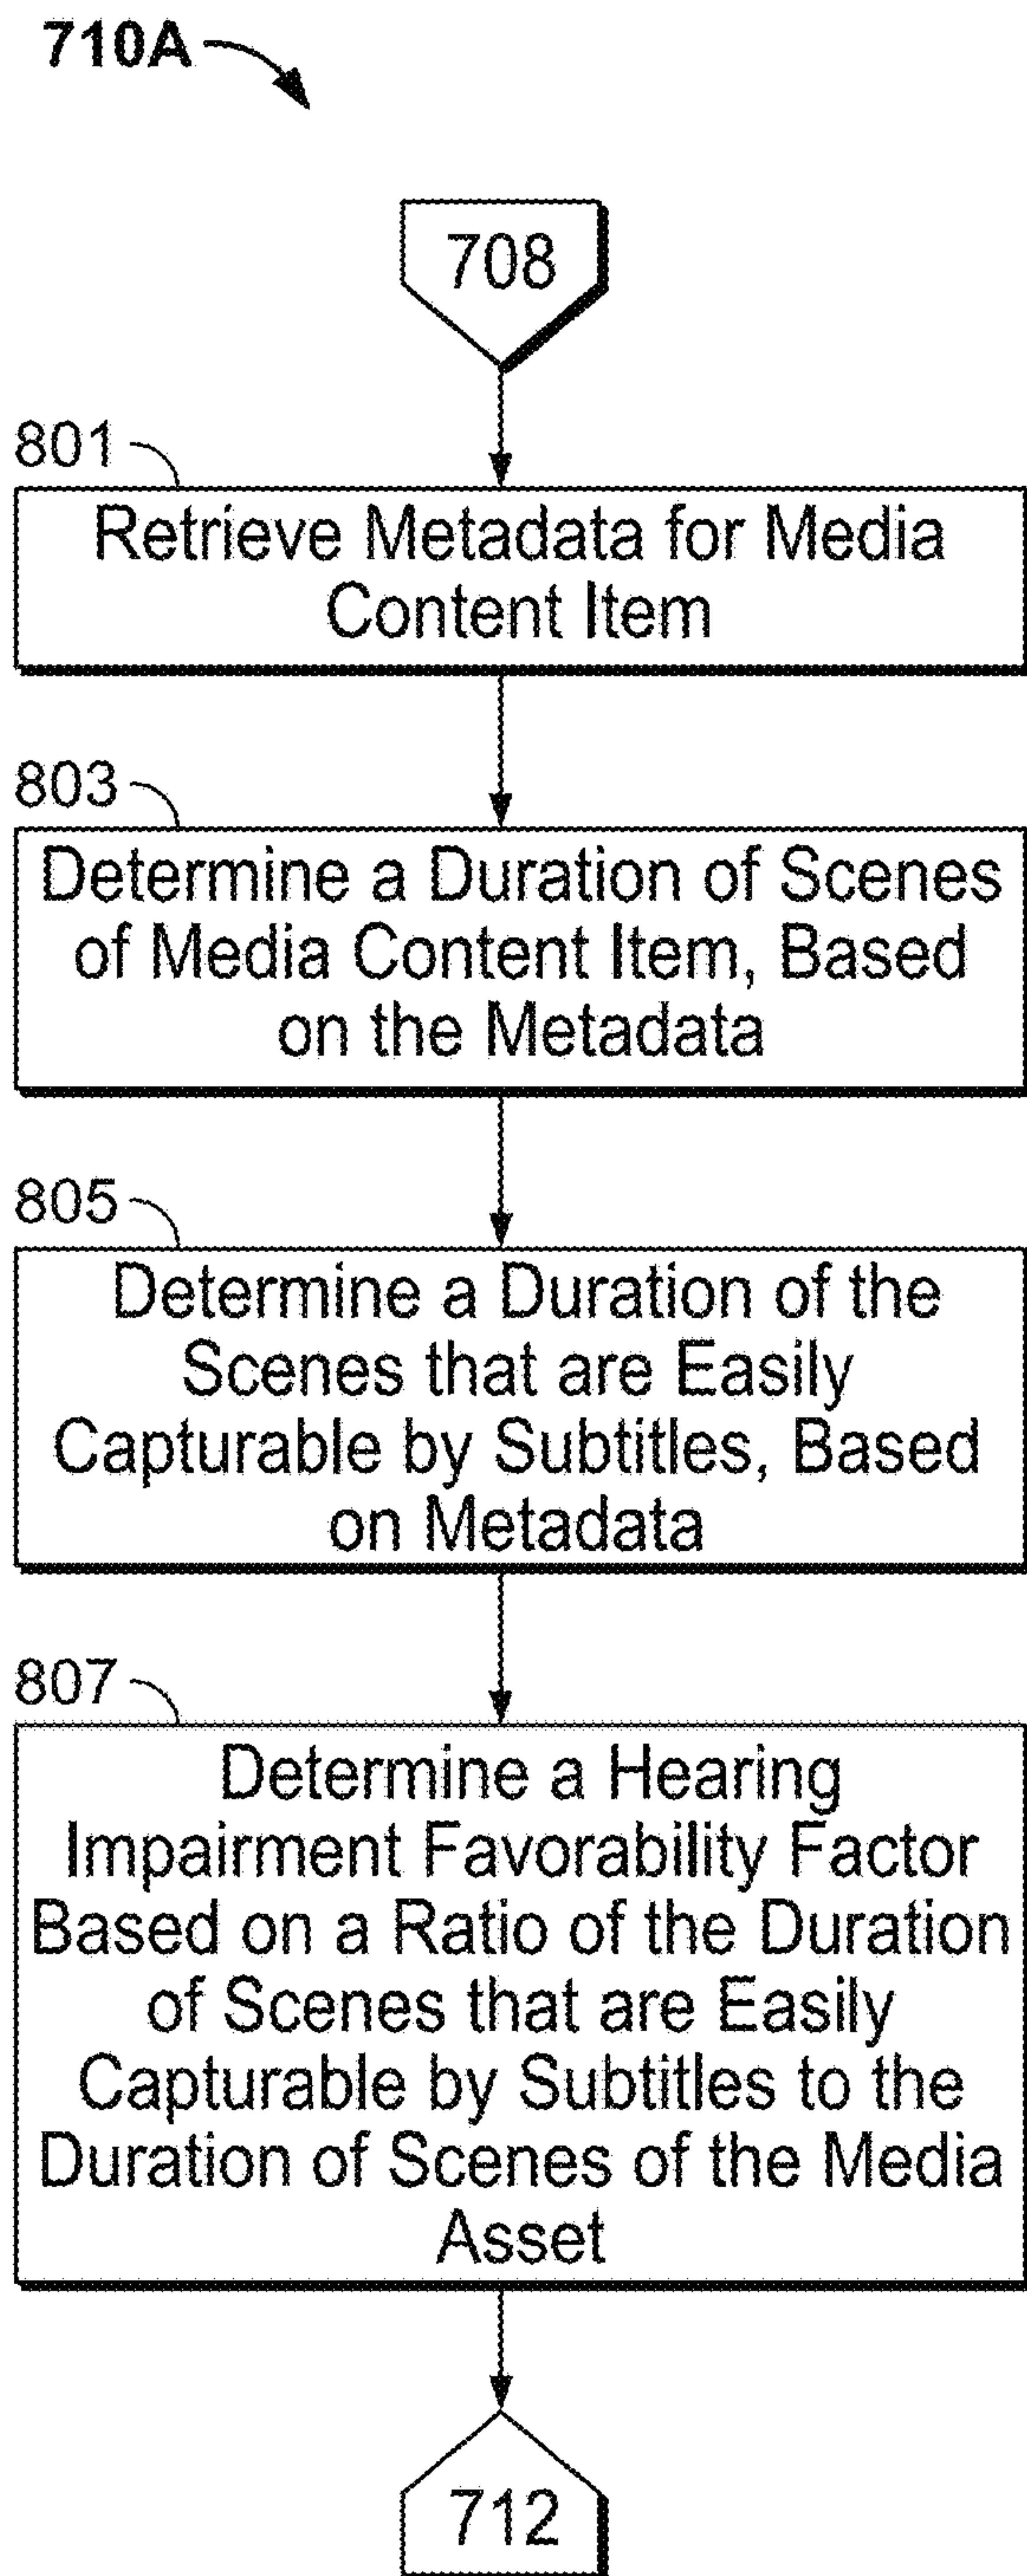 710A
708
801
Retrieve Metadata for Media
Content Item
803
Determine a Duration of Scenes
of Media Content Item, Based
on the Metadata
805
Determine a Duration of the
Scenes that are Easily
Capturable by Subtitles, Based
on Metadata
807
Determine a Hearing
Impairment Favorability Factor
Based on a Ratio of the Duration
of Scenes that are Easily
Capturable by Subtitles to the
Duration of Scenes of the Media
Asset
712